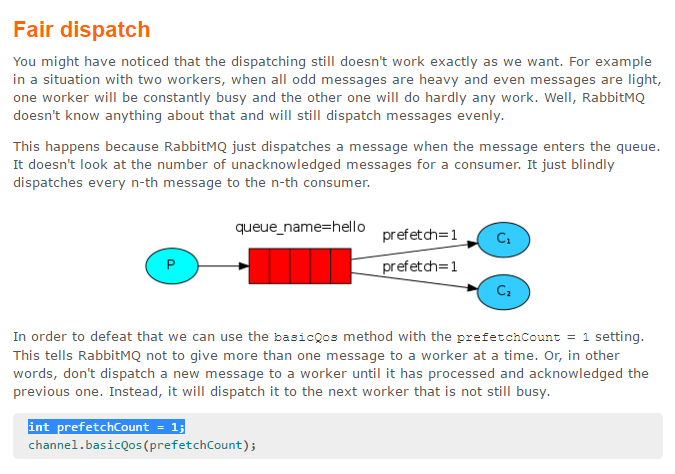 Fair dispatch
You might have noticed that the dispatching still doesn't work exactly as we want. For example
in a situation with two workers, when all odd messages are heavy and even messages are light,
one worker will be constantly busy and the other one will do hardly any work. Well, RabbitMQ
doesn't know anything about that and will still dispatch messages evenly.
This happens because RabbitMQ just dispatches a message when the message enters the queue.
It doesn't look at the number of unacknowledged messages for a consumer. It just blindly
dispatches every n-th message to the n-th consumer.
queue_name=hello
prefetch=1
C₁
P
prefetch=1
C₂
In order to defeat that we can use the basicQos method with the prefetchCount = 1 setting.
This tells RabbitMQ not to give more than one message to a worker at a time. Or, in other
words, don't dispatch a new message to a worker until it has processed and acknowledged the
previous one. Instead, it will dispatch it to the next worker that is not still busy.
int prefetchCount = 1;
channel.basicQos(prefetchCount);